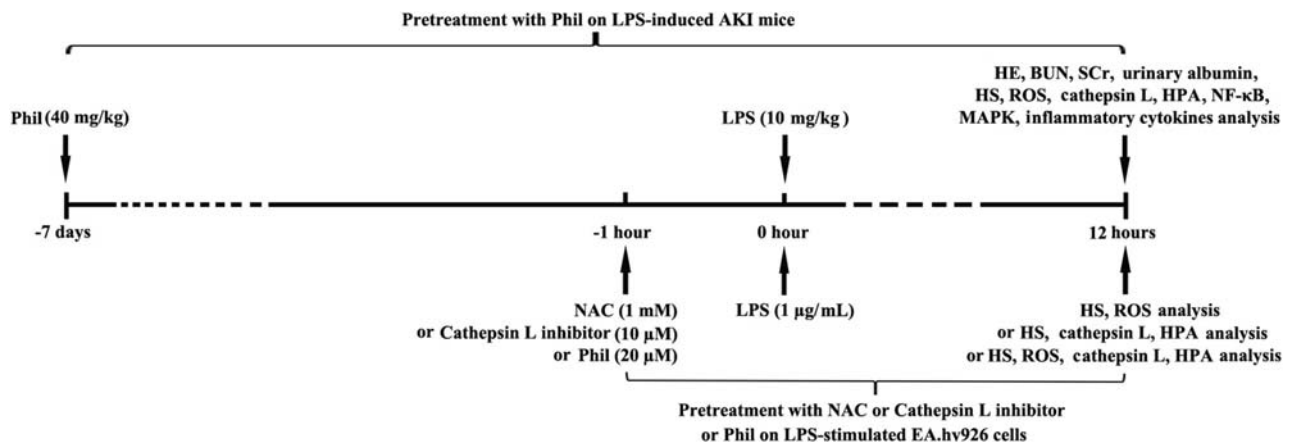 Pretreatment with Phil on LPS-induced AKI mice
HE, BUN, SCr, urinary albumin,
HS, ROS, cathepsin L, HPA, NF-κB,
MAPK, inflammatory cytokines analysis
Phil (40 mg/kg)
LPS (10 mg/kg)
-7 days
-1 hour
0 hour
12 hours
NAC (1 mM)
or Cathepsin L inhibitor (10 μM)
or Phil (20 μM)
LPS (1 μg/mL)
HS, ROS analysis
or HS, cathepsin L, HPA analysis
or HS, ROS, cathepsin L, HPA analysis
Pretreatment with NAC or Cathepsin L inhibitor
or Phil on LPS-stimulated EA.hy926 cells